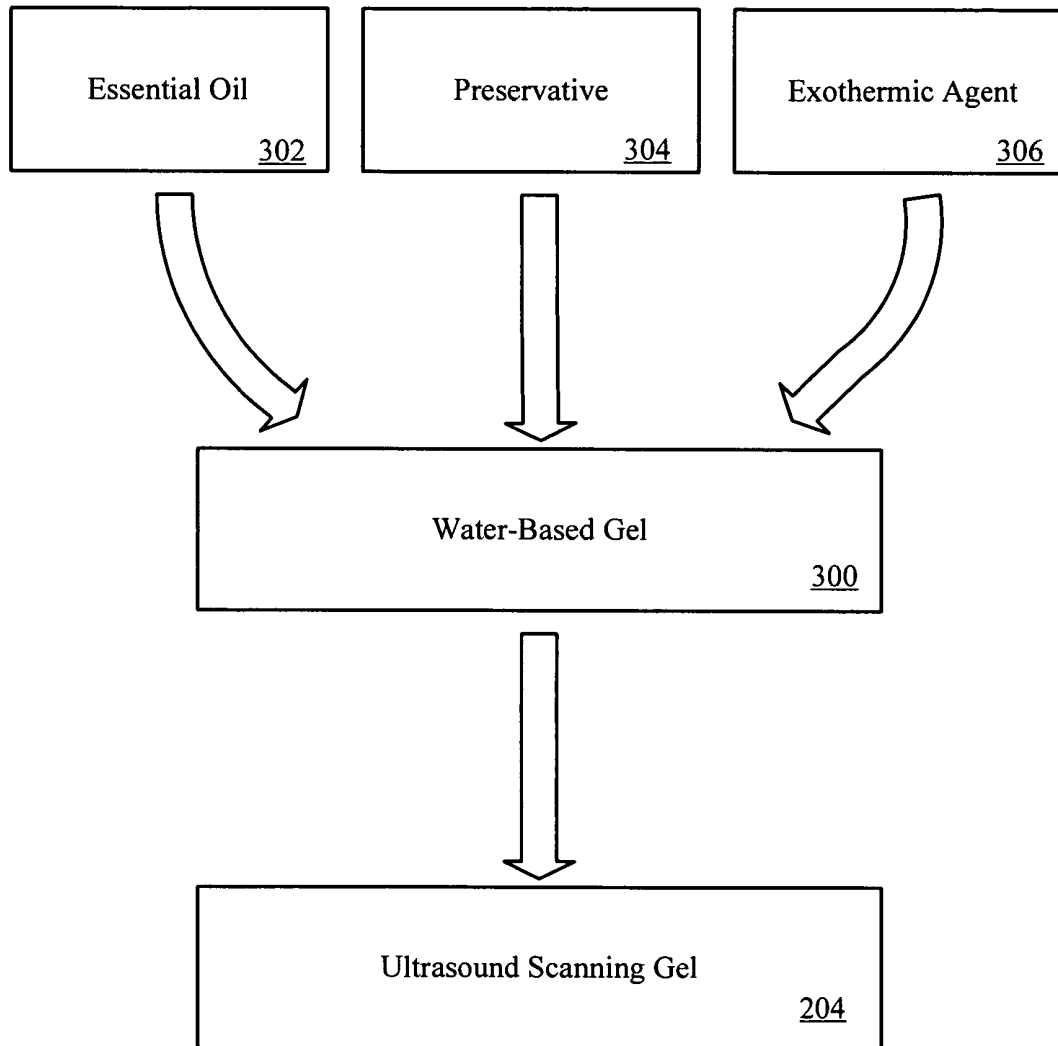 Essential Oil
302
Preservative
304
Exothermic Agent
306
Water-Based Gel
300
Ultrasound Scanning Gel
204